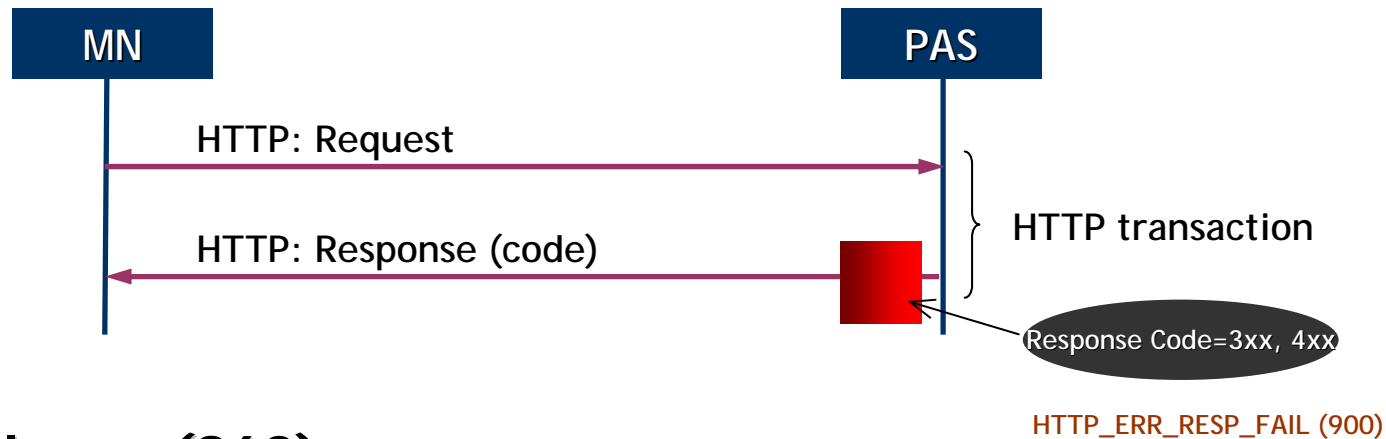 MN
PAS
HTTP: Request
HTTP transaction
HTTP: Response (code)
Response Code=3xx, 4xx
HTTP_ERR_RESP_FAIL (900)